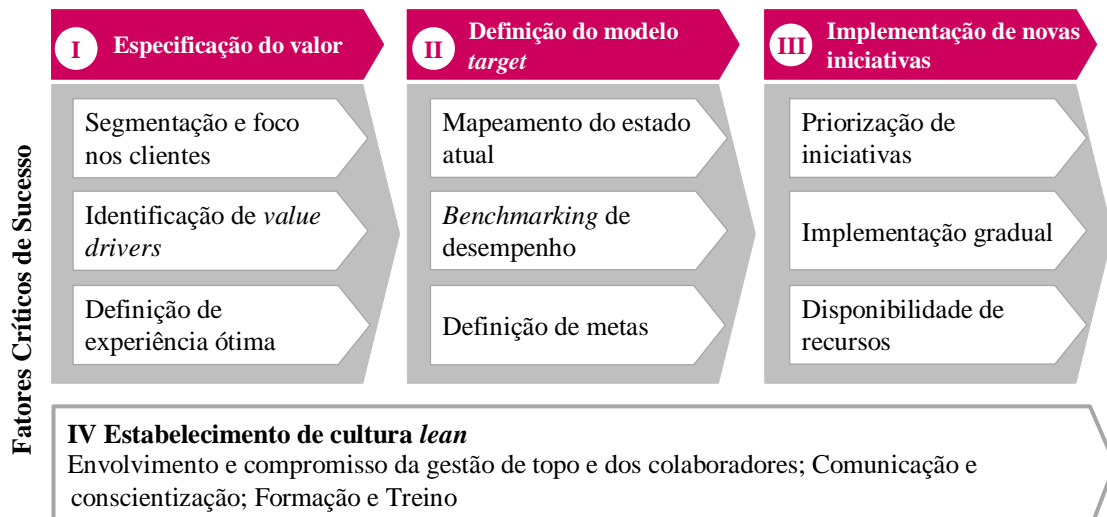 I
Especificação do valor
II
Definição do modelo
target
III
Implementação de novas
iniciativas
Fatores Críticos de Sucesso
Segmentação e foco
nos clientes
Identificação de value
drivers
Definição de
experiência ótima
Mapeamento do estado
atual
Benchmarking de
desempenho
Definição de metas
Priorização de
iniciativas
Implementação gradual
Disponibilidade de
recursos
IV Estabelecimento de cultura lean
Envolvimento e compromisso da gestão de topo e dos colaboradores; Comunicação e
conscientização; Formação e Treino